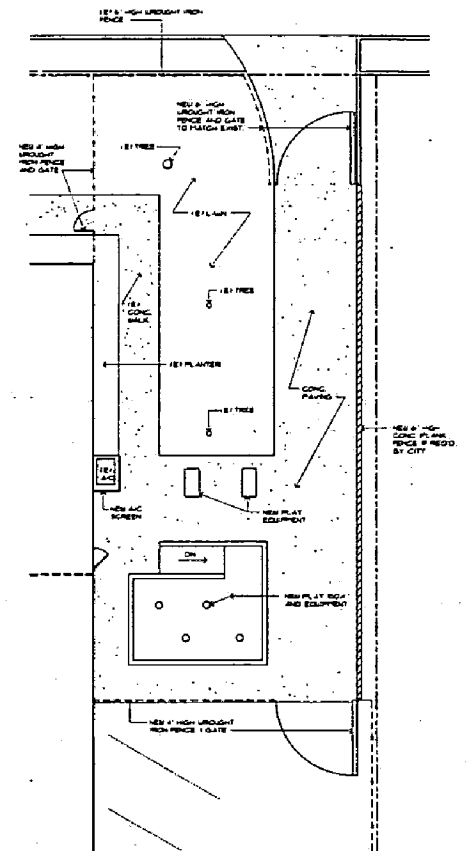 (E) 6' HIGH WROUGHT IRON
FENCE
NEW 6' HIGH
WROUGHT IRON
FENCE AND GATE
TO MATCH EXIST.
NEW 4' HIGH
WROUGHT
IRON FENCE
AND GATE
(E) TREE
(E) LAWN
(E) TREE
(E)
CONC.
WALK
(E) PLANTER
CONC.
PAVING
(E) TREE
NEW 6' HIGH
CONC. PLANK
FENCE IF REQ'D.
BY CITY
(E)
A/C
NEW A/C
SCREEN
NEW PLAY
EQUIPMENT
DN
NEW PLAY
AND EQUIPMENT
NEW 4' HIGH WROUGHT
IRON FENCE & GATE